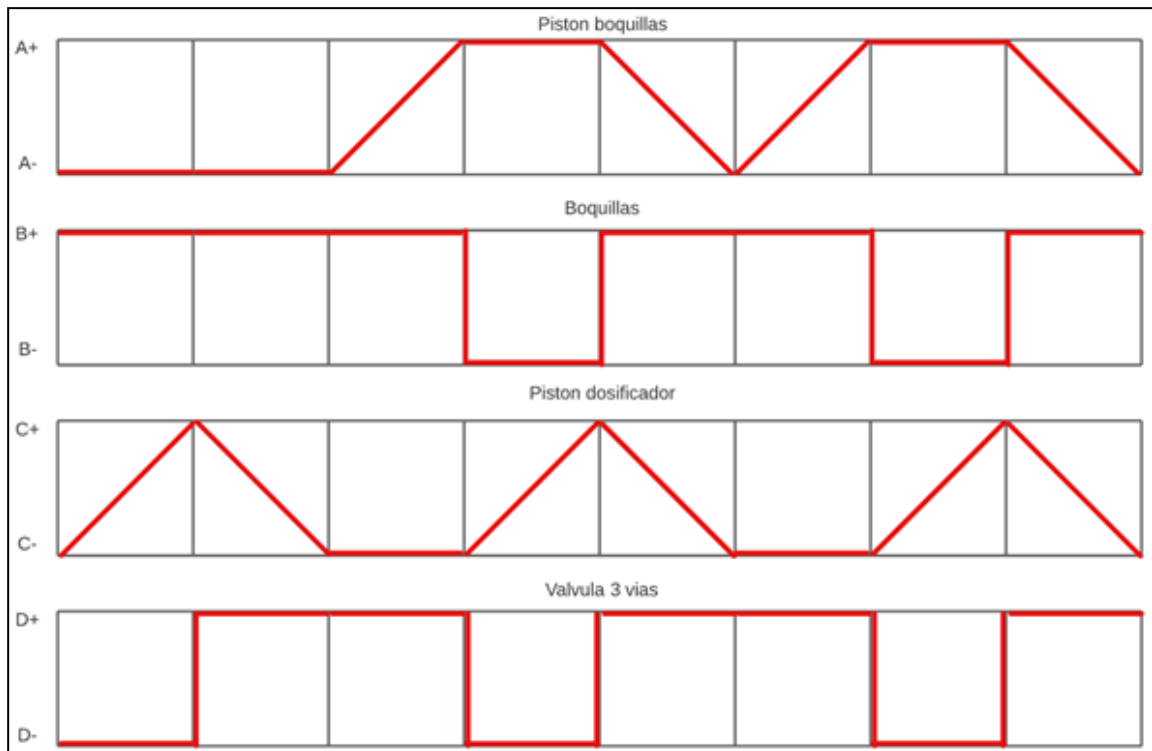 Piston boquillas
A+
A-
Boquillas
B+
B-
Piston dosificador
C+
C-
Valvula 3 vias
D+
D-